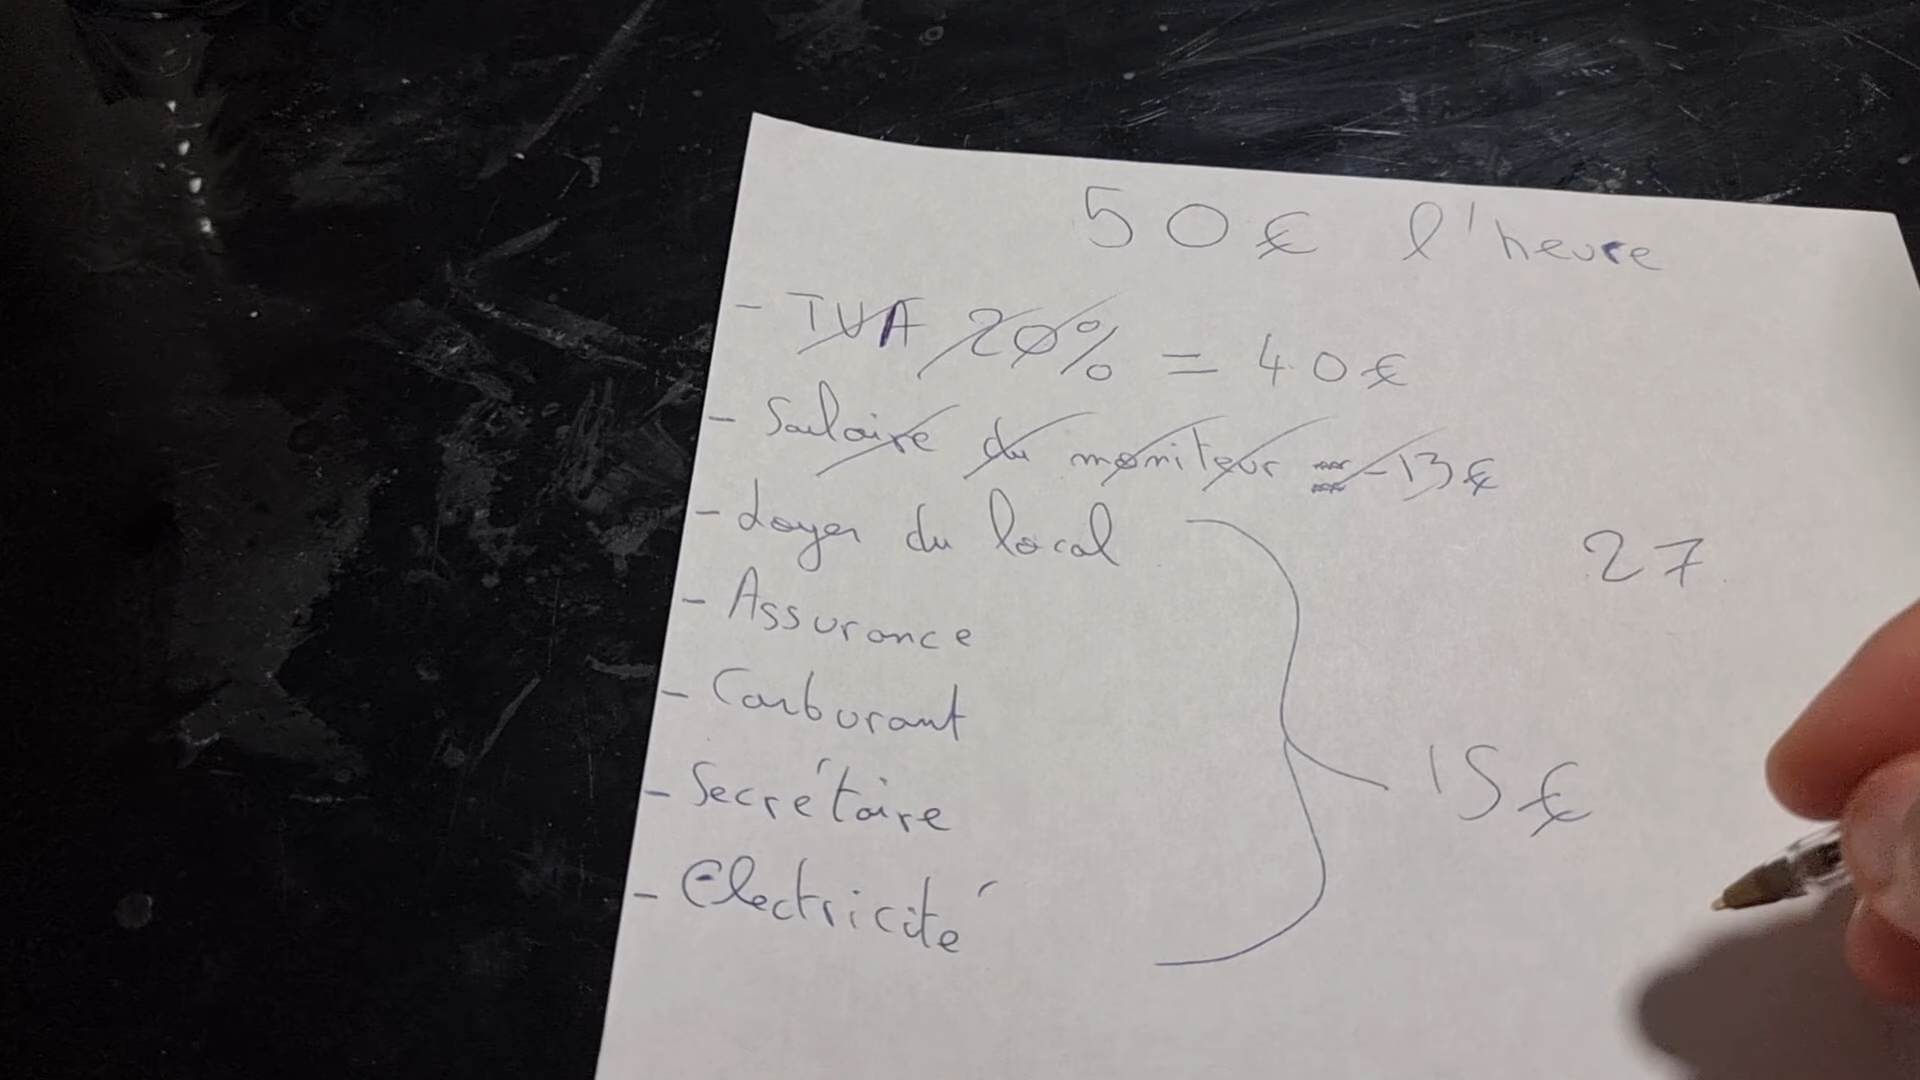 50€ l'heure
- TVA 20% = 40€
- Salaire du moniteur = -13€
- Loyer du local
27
- Assurance
- Carburant
15€
- Secrétaire
- Electricité